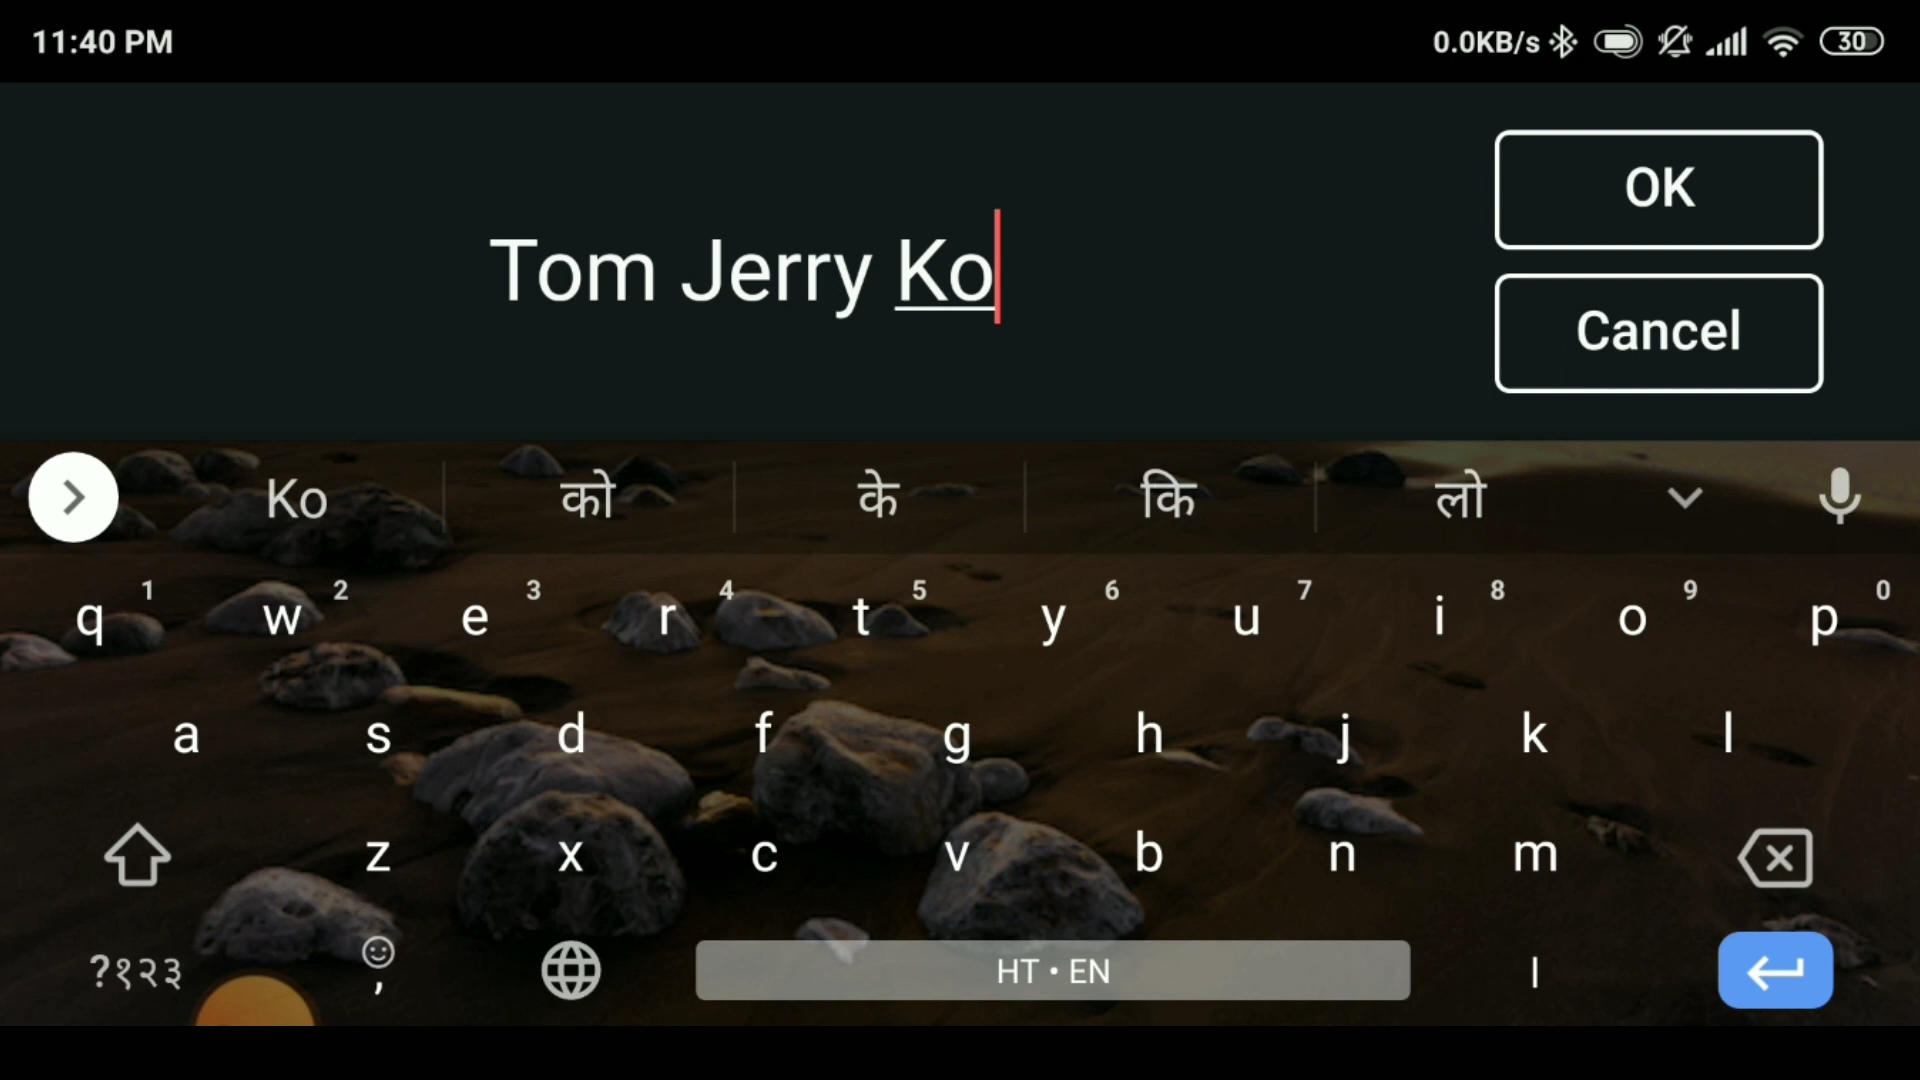 11:40 PM 0.0KB/s 30
OK
Tom Jerry Ko
Cancel
Ko को के कि लो
q 1 w 2 e 3 r 4 t 5 y 6 u 7 i 8 o 9 p 0
a s d f g h j k l
z x c v b n m
?१२३ , HT • EN |